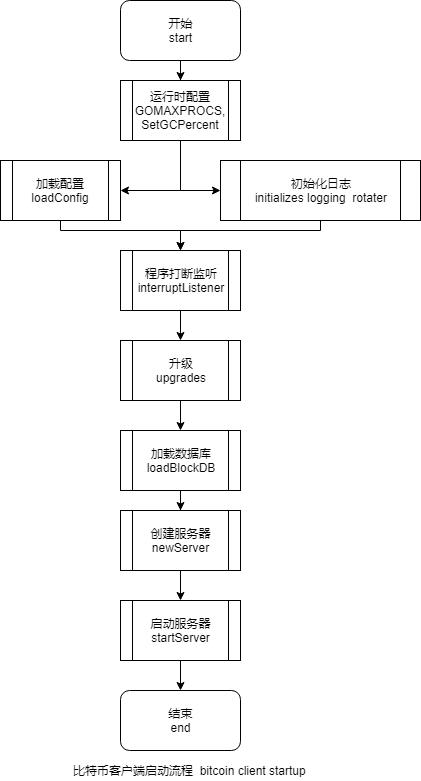 开始
start
运行时配置
GOMAXPROCS,
SetGCPercent
加载配置
loadConfig
初始化日志
initializes logging rotater
程序打断监听
interruptListener
升级
upgrades
加载数据库
loadBlockDB
创建服务器
newServer
启动服务器
startServer
结束
end
比特币客户端启动流程 bitcoin client startup